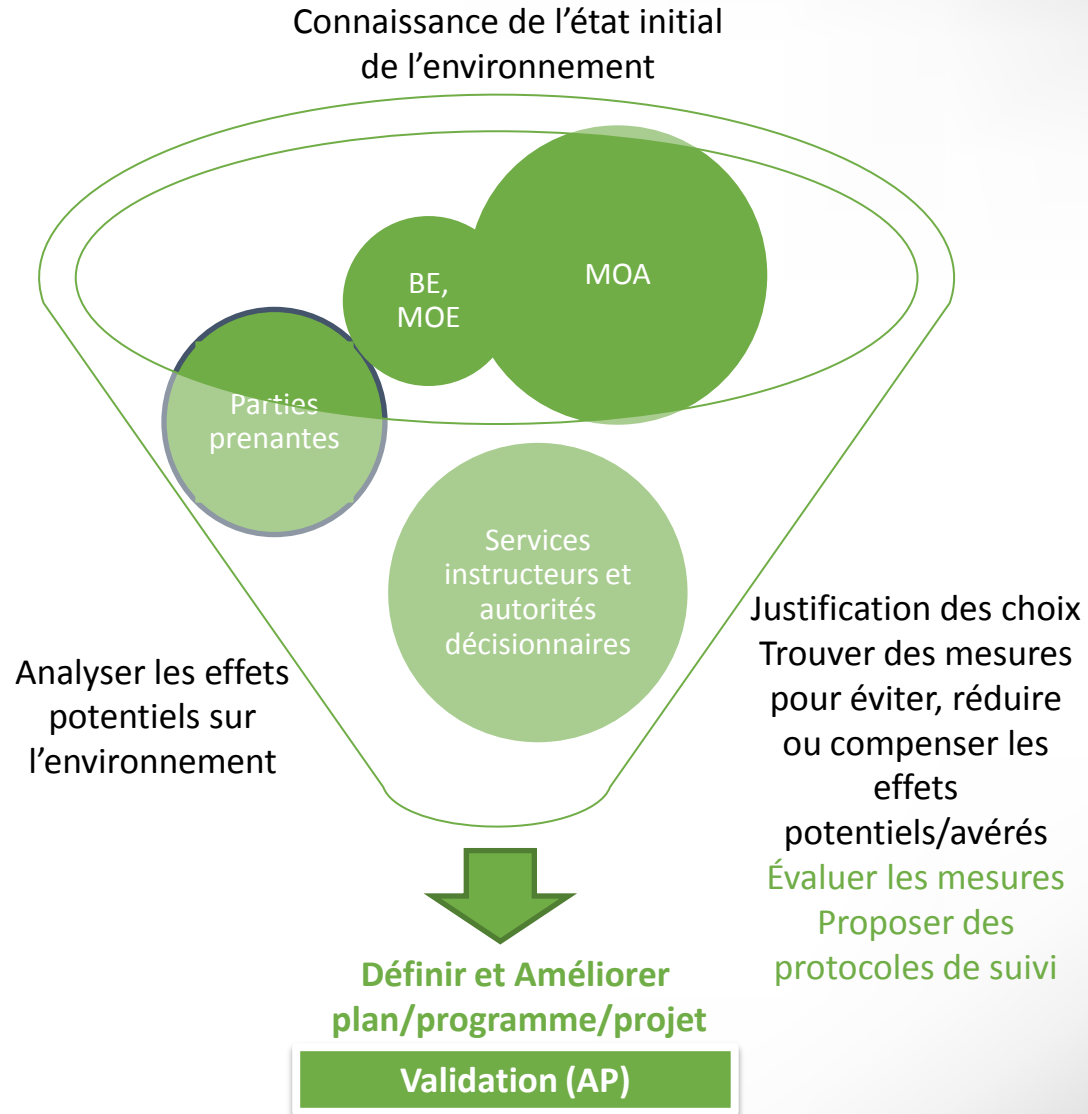 Connaissance de l’état initial
de l’environnement
BE,
MOE
MOA
Parties
prenantes
Services
instructeurs et
autorités
décisionnaires
Analyser les effets
potentiels sur
l’environnement
Justification des choix
Trouver des mesures
pour éviter, réduire
ou compenser les
effets
potentiels/avérés
Évaluer les mesures
Proposer des
protocoles de suivi
Définir et Améliorer
plan/programme/projet
Validation (AP)